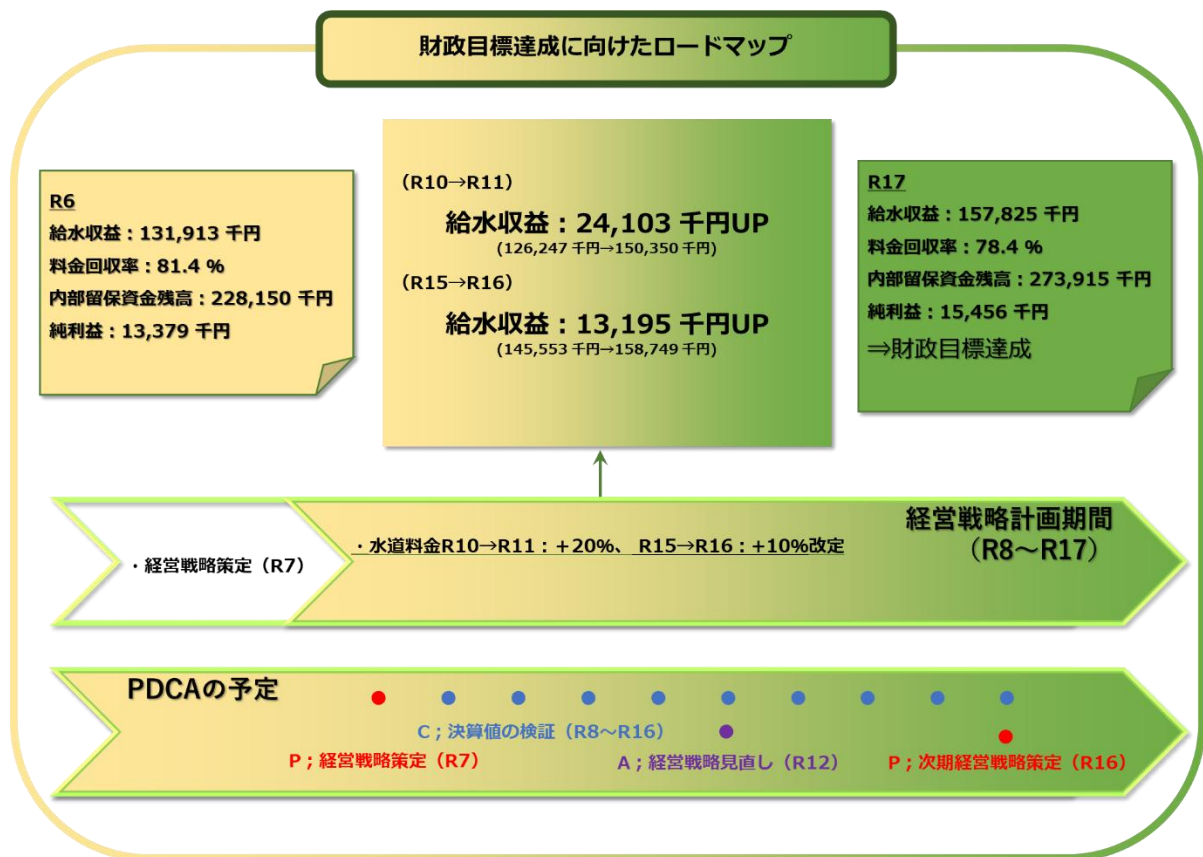 財政目標達成に向けたロードマップ
R6
給水収益：131,913 千円
料金回収率：81.4 %
内部留保資金残高：228,150 千円
純利益：13,379 千円
（R10→R11）
給水収益：24,103 千円UP
(126,247 千円→150,350 千円)
（R15→R16）
給水収益：13,195 千円UP
(145,553 千円→158,749 千円)
R17
給水収益：157,825 千円
料金回収率：78.4 %
内部留保資金残高：273,915 千円
純利益：15,456 千円
⇒財政目標達成
・経営戦略策定（R7）
・水道料金R10→R11：+20%、 R15→R16：+10%改定
経営戦略計画期間
（R8～R17）
PDCAの予定
C；決算値の検証（R8～R16）
P；経営戦略策定（R7）
A；経営戦略見直し（R12）
P；次期経営戦略策定（R16）